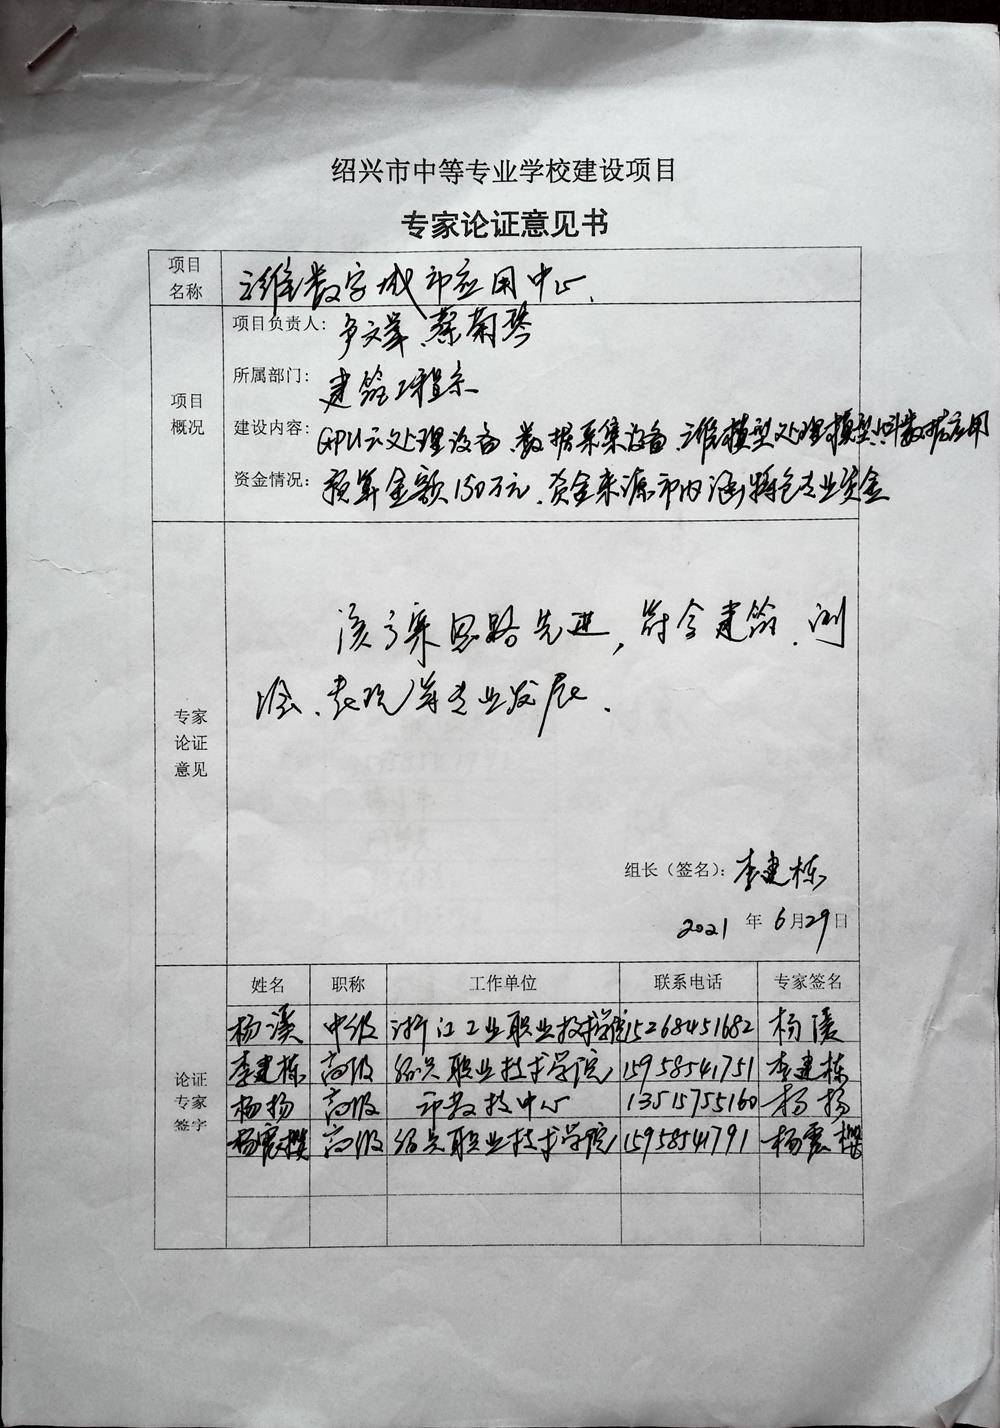 绍兴市中等专业学校建设项目
专家论证意见书
项目名称 三维数字城市应用中心
项目概况
项目负责人: 文 蔡菊琴
所属部门: 建筑工程系
建设内容: GPU云处理设备、数据采集设备、三维模型处理、模型 数据应用
资金情况: 预算金额150万元、资金来源市内涵特色专业资金
专家论证意见
该方案思路先进,符合建筑、测
绘、表现等专业发展.
组长(签名): 李建栋
2021 年 6月29日
论证专家签字
姓名 职称 工作单位 联系电话 专家签名
杨 中级 浙江工业职业技术学院 15268451682 杨
李建栋 高级 绍兴职业技术学院 15958541751 李建栋
杨扬 高级 市教技中心 13515755160 杨扬
杨震 高级 绍兴职业技术学院 15958541791 杨震